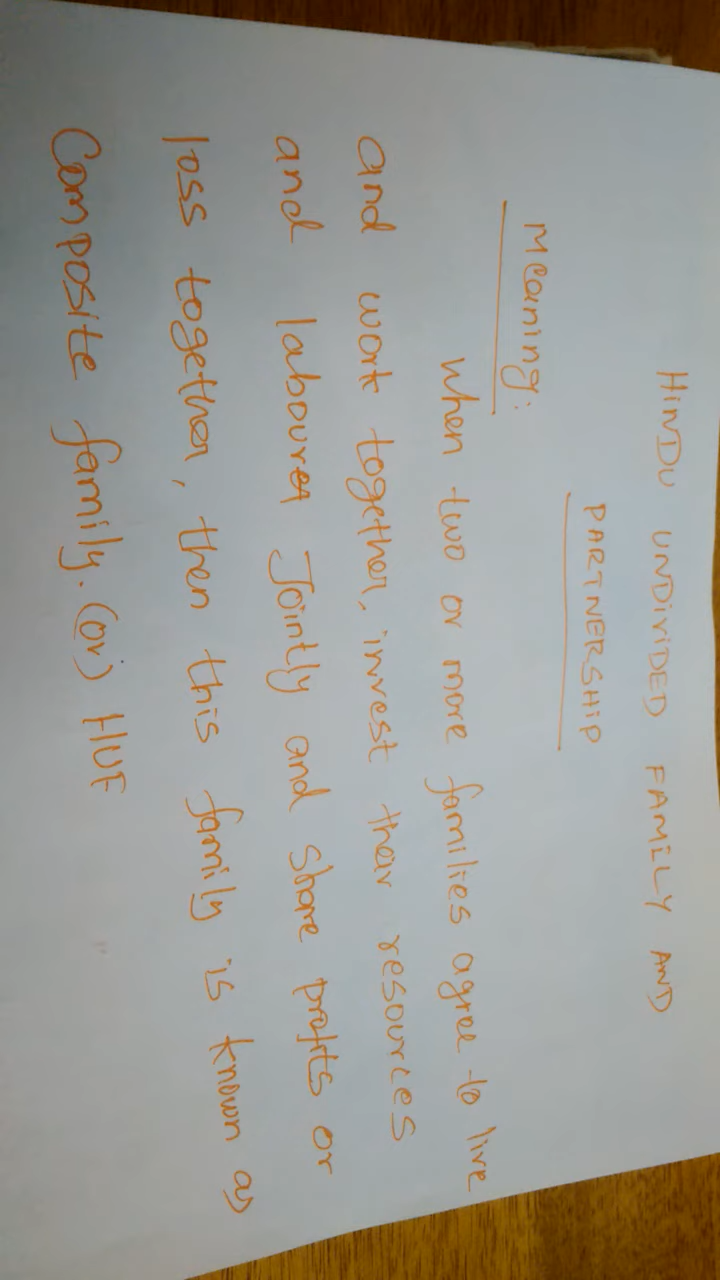 HINDU UNDIVIDED FAMILY AND
PARTNERSHIP
Meaning:
When two or more families agree to live
and work together, invest their resources
and labour Jointly and share profits or
loss together, then this family is known as
Composite family. (or) HUF